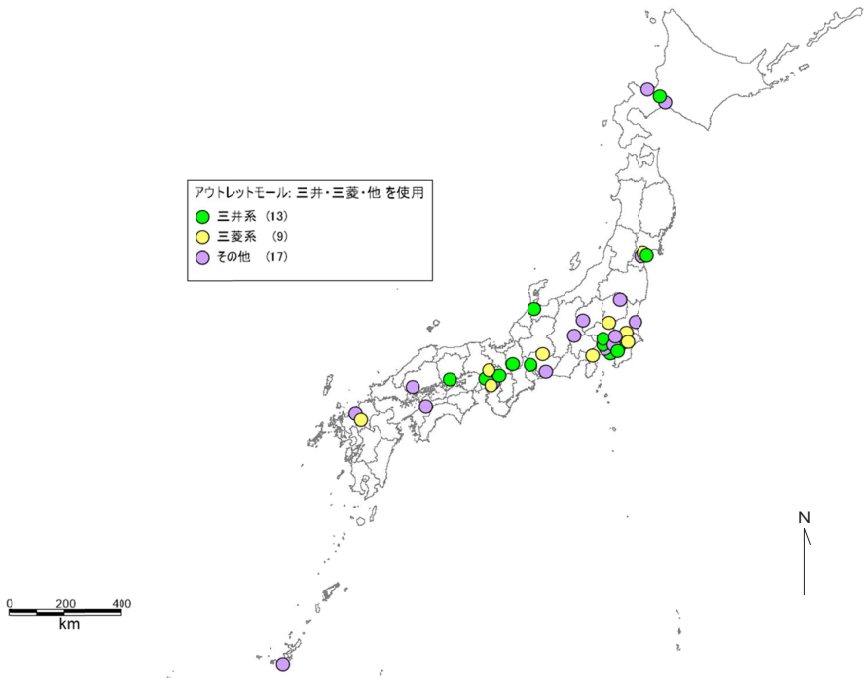 アウトレットモール: 三井・三菱・他 を使用
三井系 (13)
三菱系 (9)
その他 (17)
N
0 200 400
km